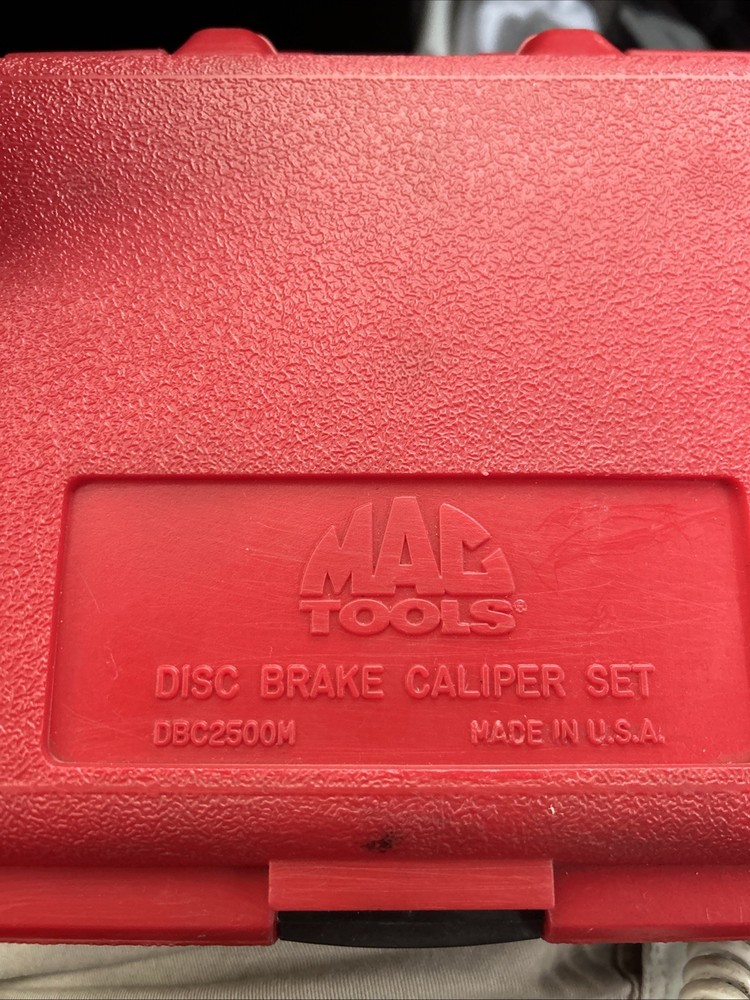 MAC
TOOLS®
DISC BRAKE CALIPER SET
DBC2500M MADE IN U.S.A.